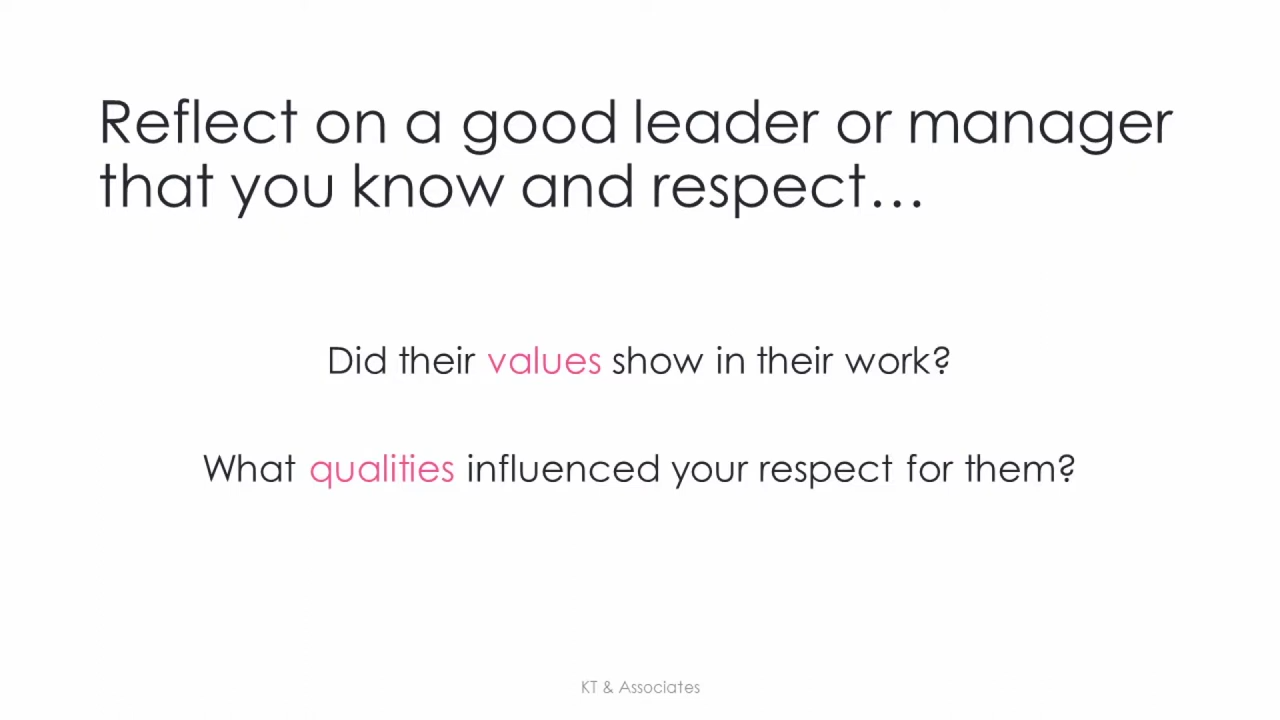 Reflect on a good leader or manager
that you know and respect…
Did their values show in their work?
What qualities influenced your respect for them?
KT & Associates